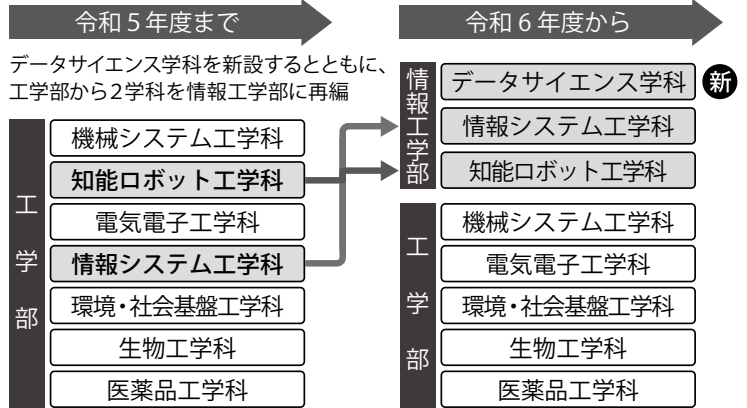 令和５年度まで
データサイエンス学科を新設するとともに、
工学部から2学科を情報工学部に再編
工学部
機械システム工学科
知能ロボット工学科
電気電子工学科
情報システム工学科
環境・社会基盤工学科
生物工学科
医薬品工学科
令和６年度から
情報工学部
データサイエンス学科
新
情報システム工学科
知能ロボット工学科
工学部
機械システム工学科
電気電子工学科
環境・社会基盤工学科
生物工学科
医薬品工学科